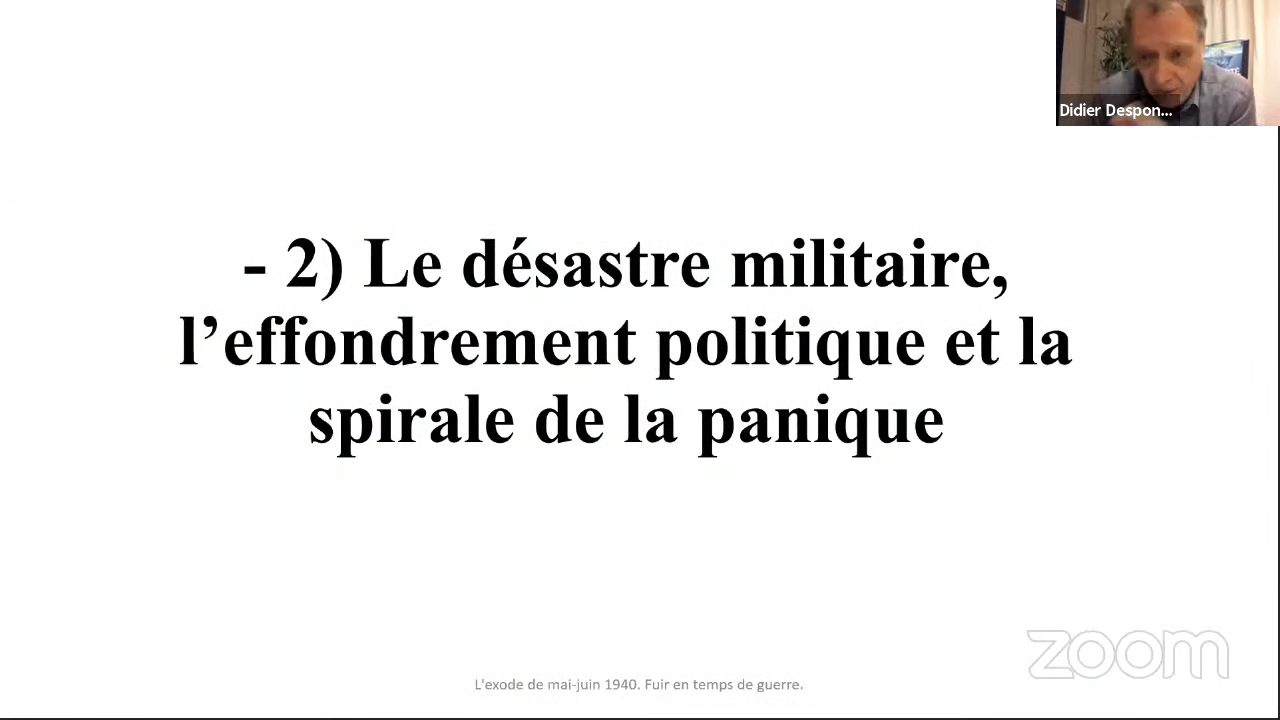 Didier Despon...
- 2) Le désastre militaire,
l’effondrement politique et la
spirale de la panique
zoom
L'exode de mai-juin 1940. Fuir en temps de guerre.